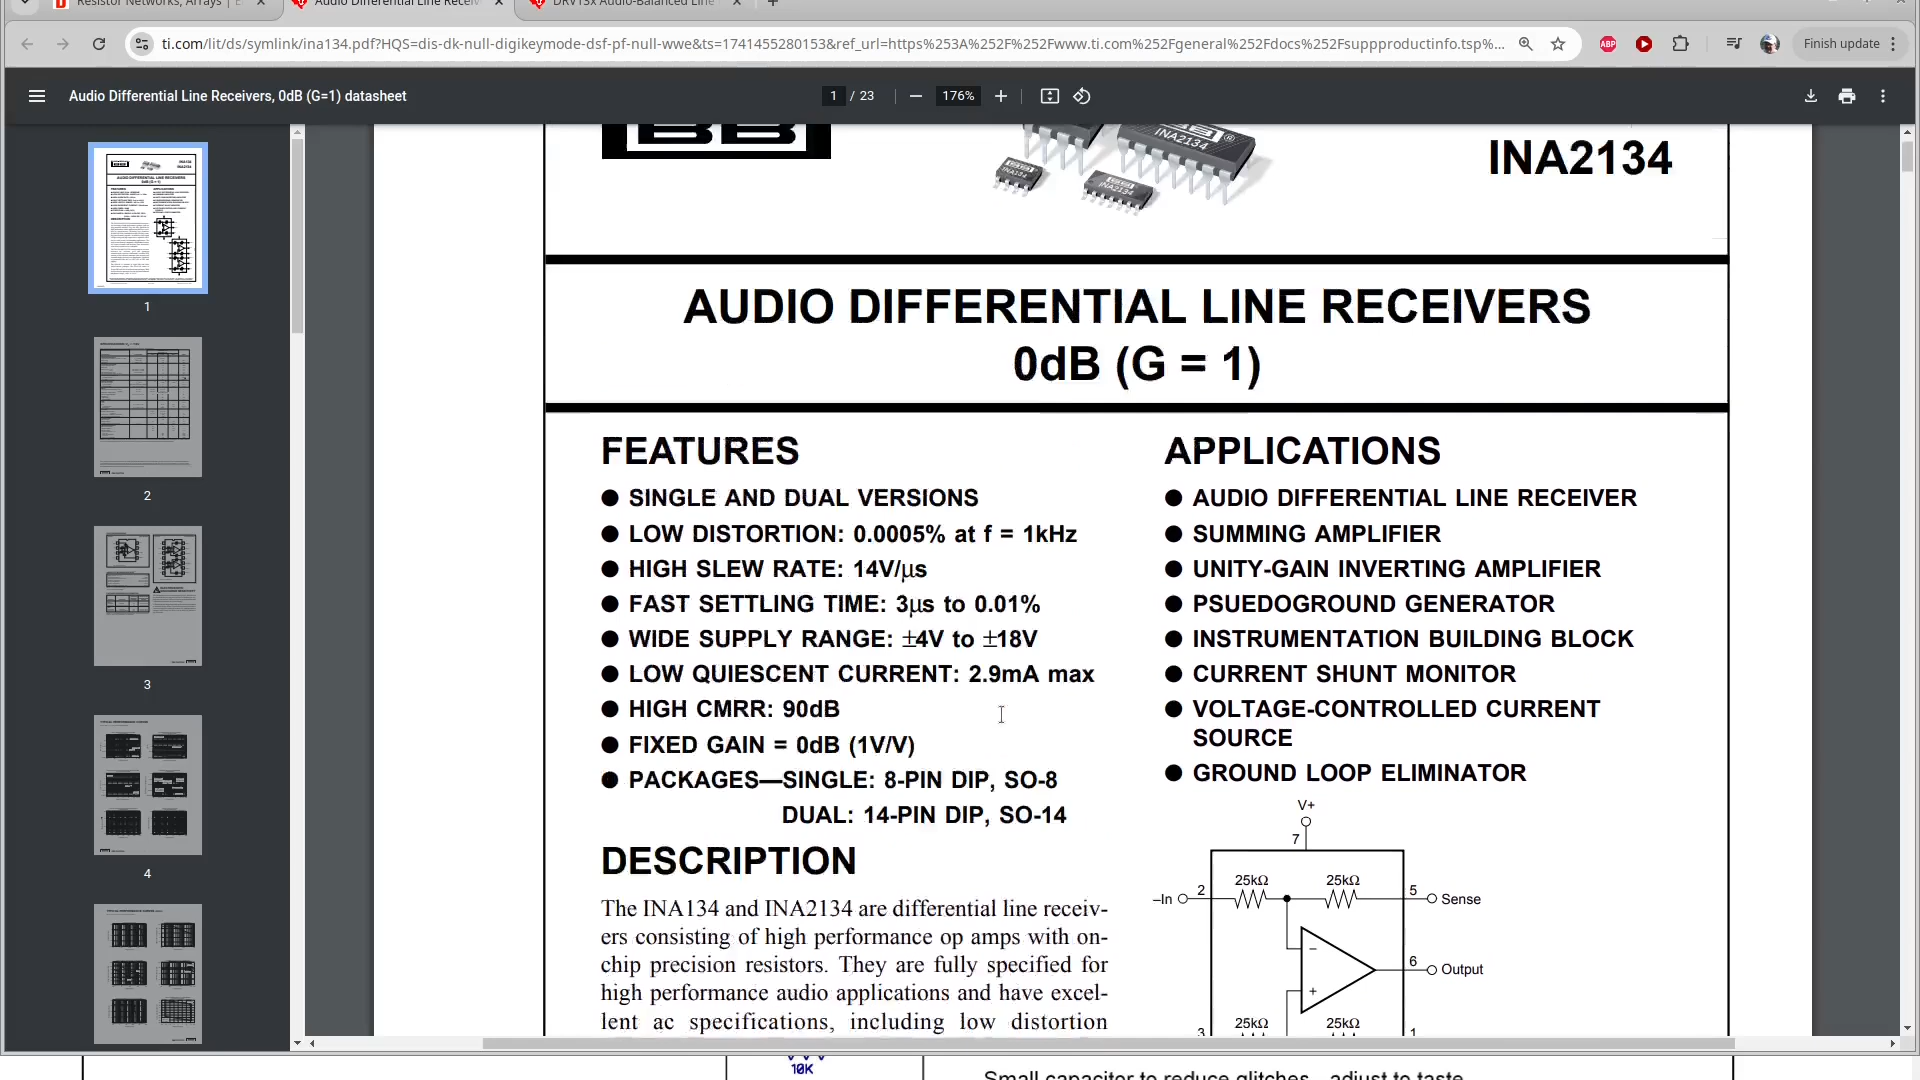 Resistor Networks, Arrays | E
Audio Differential Line Receiv
DRV13x Audio-Balanced Line
ti.com/lit/ds/symlink/ina134.pdf?HQS=dis-dk-null-digikeymode-dsf-pf-null-wwe&ts=1741455280153&ref_url=https%253A%252F%252Fwww.ti.com%252Fgeneral%252Fdocs%252Fsuppproductinfo.tsp%...
ABP
Finish update
Audio Differential Line Receivers, 0dB (G=1) datasheet
1 / 23
176%
1
2
3
4
BB
INA134
INA2134
INA2134
INA2134
AUDIO DIFFERENTIAL LINE RECEIVERS
0dB (G = 1)
FEATURES
● SINGLE AND DUAL VERSIONS
● LOW DISTORTION: 0.0005% at f = 1kHz
● HIGH SLEW RATE: 14V/μs
● FAST SETTLING TIME: 3μs to 0.01%
● WIDE SUPPLY RANGE: ±4V to ±18V
● LOW QUIESCENT CURRENT: 2.9mA max
● HIGH CMRR: 90dB
● FIXED GAIN = 0dB (1V/V)
● PACKAGES—SINGLE: 8-PIN DIP, SO-8
DUAL: 14-PIN DIP, SO-14
DESCRIPTION
The INA134 and INA2134 are differential line receiv-
ers consisting of high performance op amps with on-
chip precision resistors. They are fully specified for
high performance audio applications and have excel-
lent ac specifications, including low distortion
APPLICATIONS
● AUDIO DIFFERENTIAL LINE RECEIVER
● SUMMING AMPLIFIER
● UNITY-GAIN INVERTING AMPLIFIER
● PSUEDOGROUND GENERATOR
● INSTRUMENTATION BUILDING BLOCK
● CURRENT SHUNT MONITOR
● VOLTAGE-CONTROLLED CURRENT
SOURCE
● GROUND LOOP ELIMINATOR
V+
7
25kΩ 25kΩ
–In 2
5 Sense
6 Output
25kΩ 25kΩ
3 1
10K
Small capacitor to reduce glitches - adjust to taste